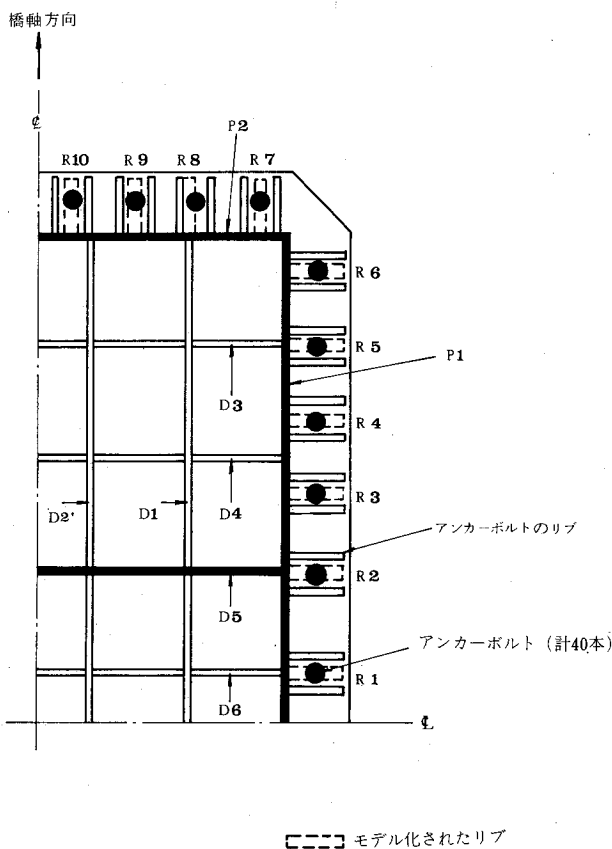 橋軸方向
℄
P2
R10 R9 R8 R7
R6
R5
P1
D3
R4
D2' D1 D4
R3
アンカーボルトのリブ
R2
D5
アンカーボルト (計40本)
R1
D6
℄
モデル化されたリブ